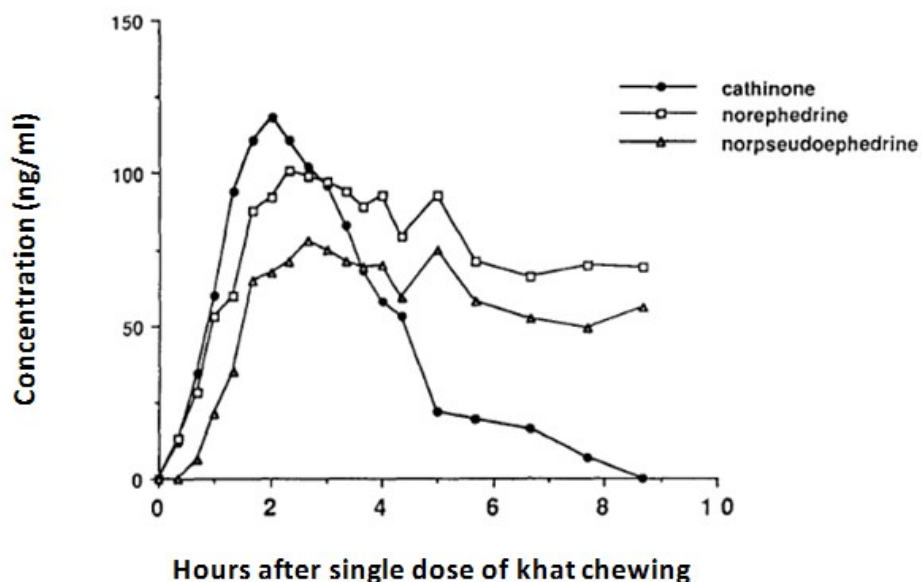 150
100
50
0
Concentration (ng/ml)
cathinone
norephedrine
norpseudoephedrine
0 2 4 6 8 1 0
Hours after single dose of khat chewing